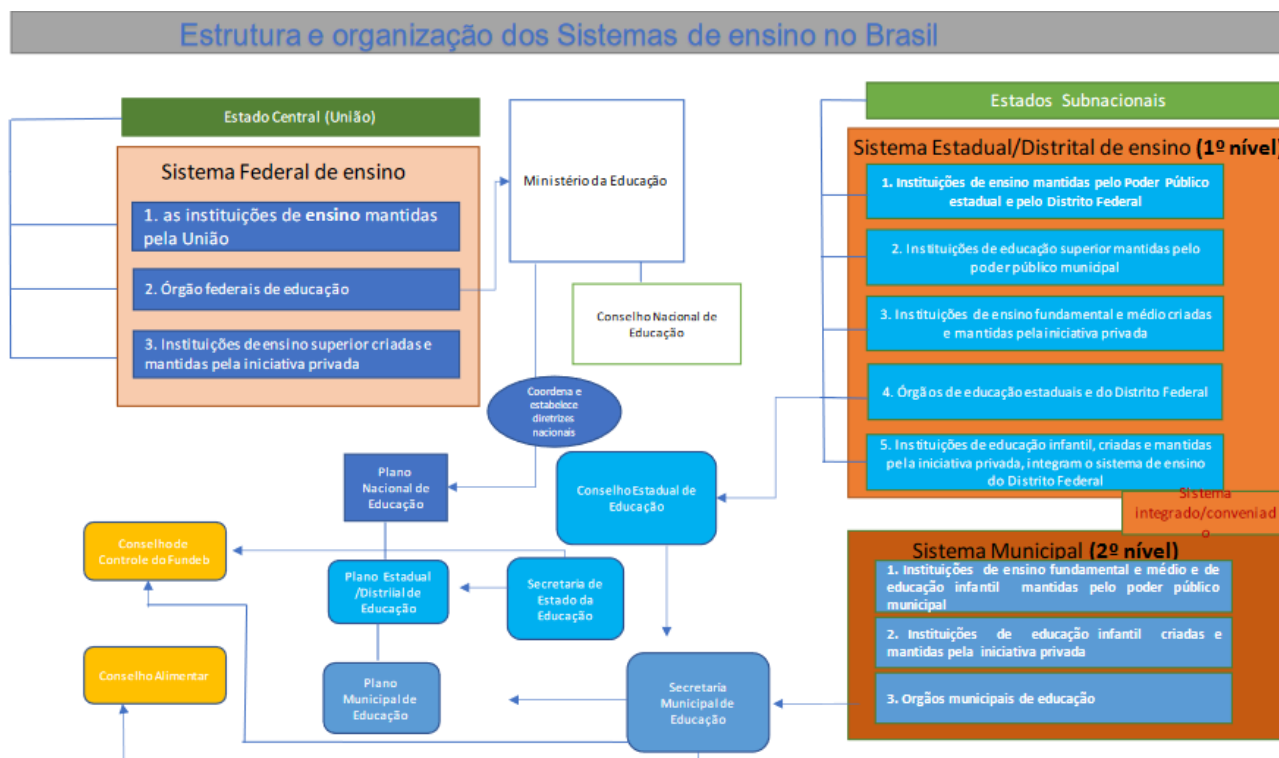 Estrutura e organização dos Sistemas de ensino no Brasil
Estado Central (União)
Sistema Federal de ensino
1. as instituições de ensino mantidas
pela União
2. Órgão federais de educação
3. Instituições de ensino superior criadas e
mantidas pela iniciativa privada
Ministério da Educação
Conselho Nacional de
Educação
Coordena e
estabelece
diretrizes
nacionais
Estados Subnacionais
Sistema Estadual/Distrital de ensino (1º nível)
1. Instituições de ensino mantidas pelo Poder Público
estadual e pelo Distrito Federal
2. Instituições de educação superior mantidas pelo
poder público municipal
3. Instituições de ensino fundamental e médio criadas
e mantidas pela iniciativa privada
4. Órgãos de educação estaduais e do Distrito Federal
5. Instituições de educação infantil, criadas e mantidas
pela iniciativa privada, integram o sistema de ensino
do Distrito Federal
Sistema
integrado/conveniad
o
Plano
Nacional de
Educação
Conselho Estadual de
Educação
Conselho de
Controle do Fundeb
Plano Estadual
/Distriial de
Educação
Secretaria de
Estado da
Educação
Conselho Alimentar
Plano
Municipal de
Educação
Secretaria
Municipal de
Educação
Sistema Municipal (2º nível)
1. Instituições de ensino fundamental e médio e de
educação infantil mantidas pelo poder público
municipal
2. Instituições de educação infantil criadas e
mantidas pela iniciativa privada
3. Orgãos municipais de educação